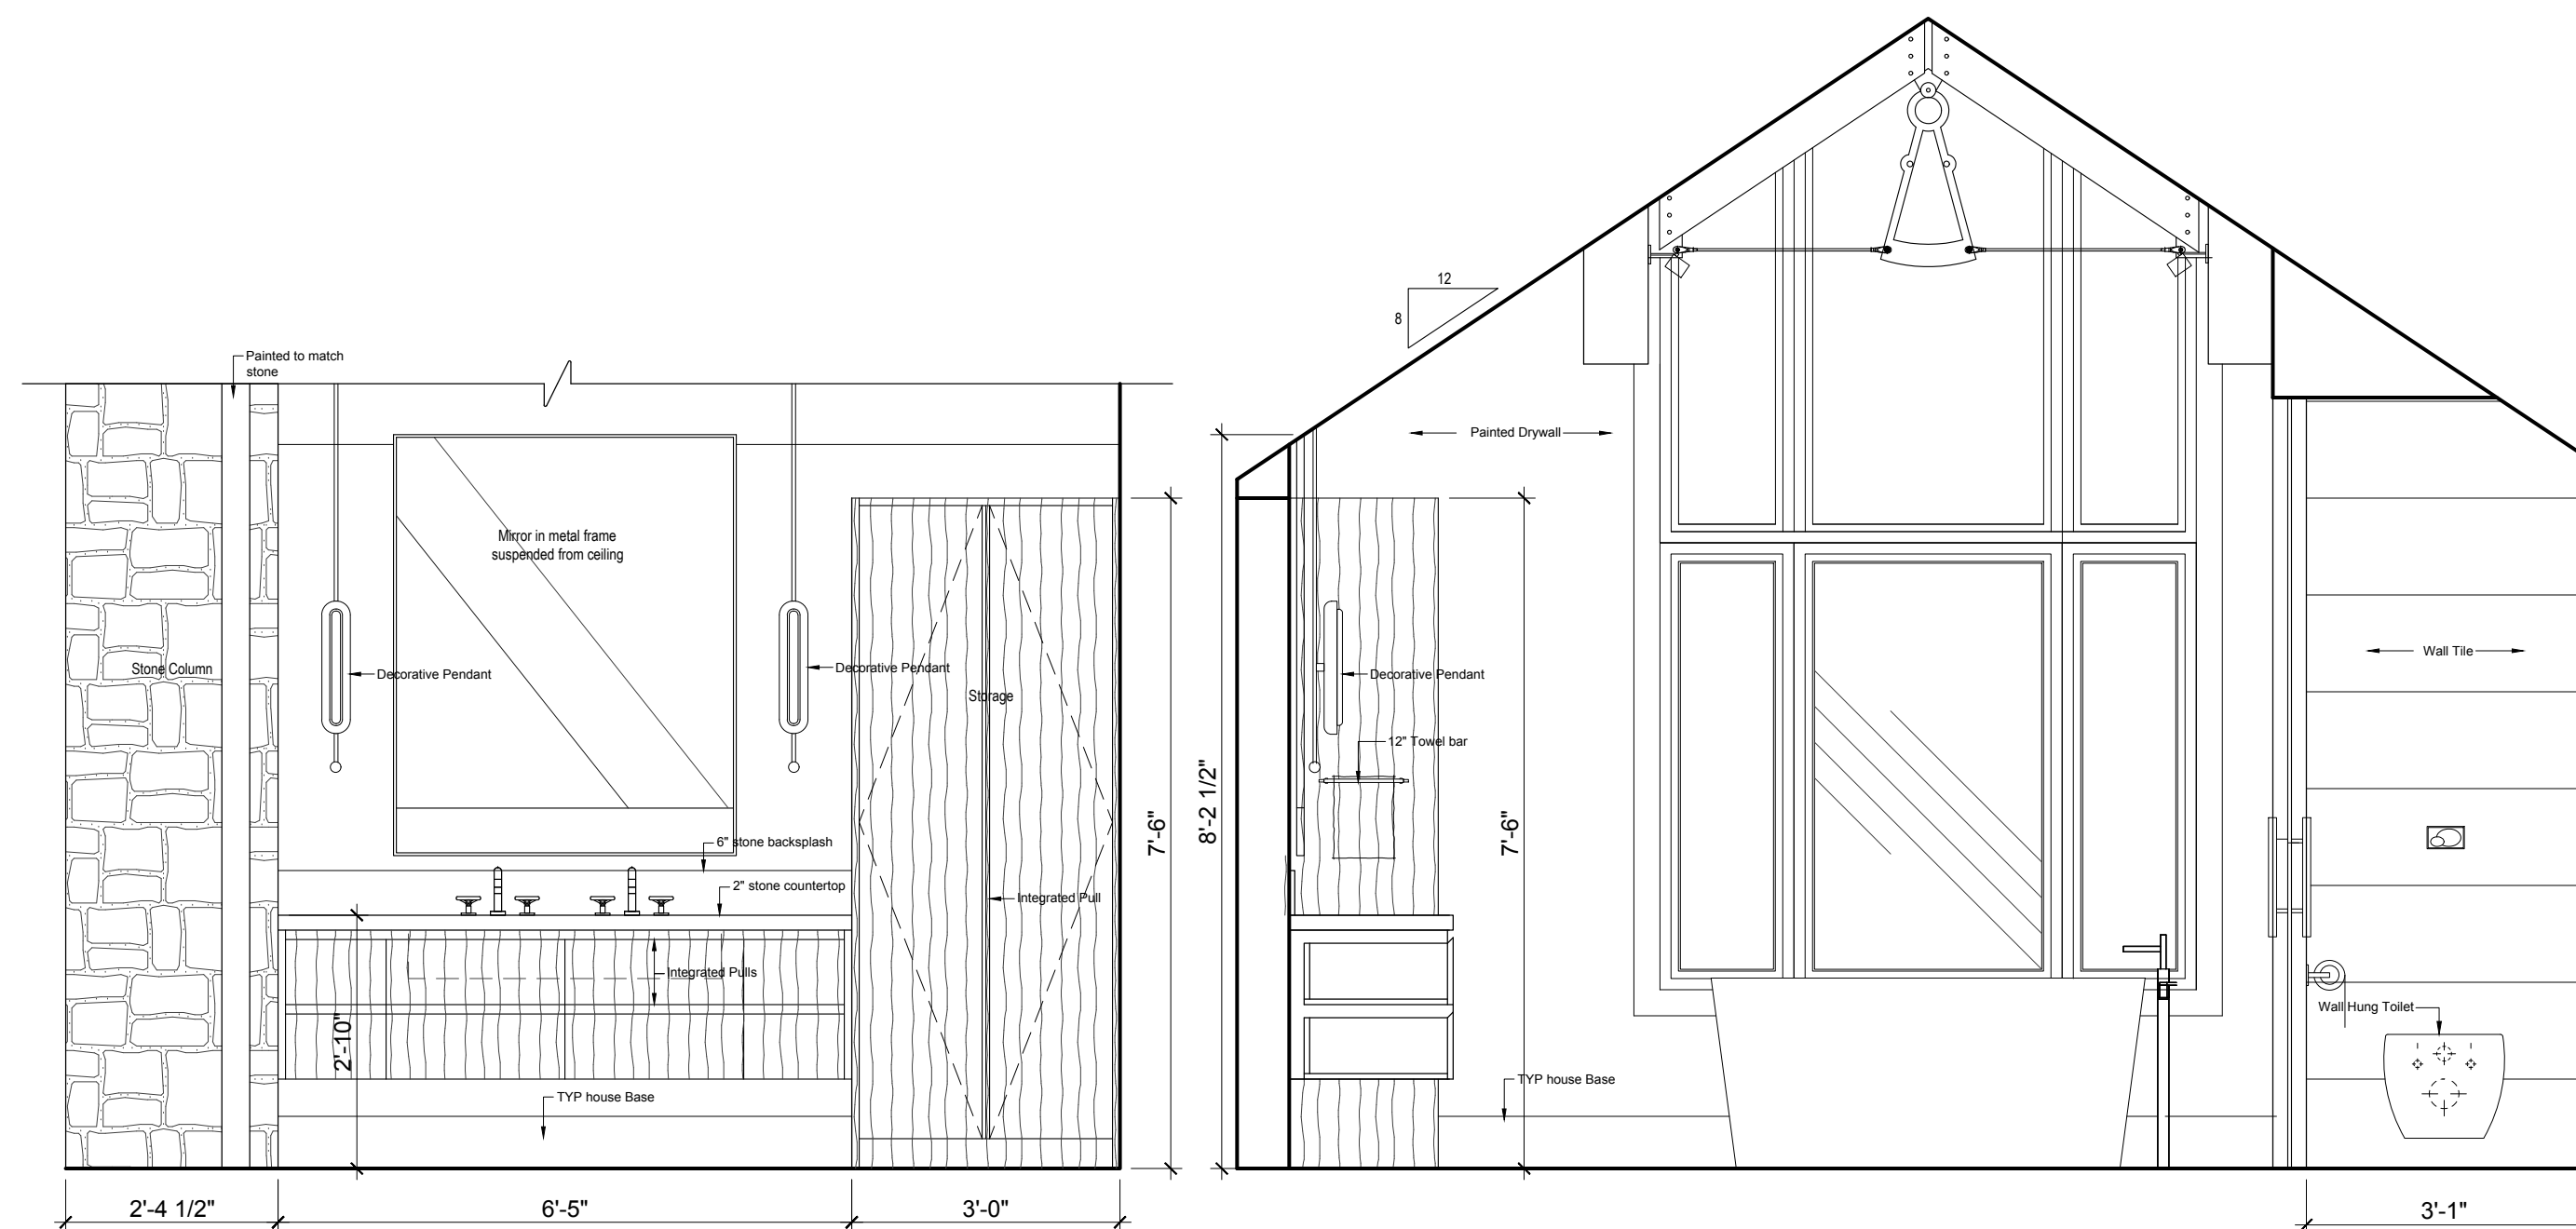 Painted to match
stone
Mirror in metal frame
suspended from ceiling
Stone Column
Decorative Pendant
Decorative Pendant
Storage
6" stone backsplash
2" stone countertop
Integrated Pull
Integrated Pulls
2'-10"
TYP house Base
7'-6"
2'-4 1/2"
6'-5"
3'-0"
12
8
Painted Drywall
8'-2 1/2"
Decorative Pendant
12" Towel bar
7'-6"
TYP house Base
Wall Tile
Wall Hung Toilet
3'-1"